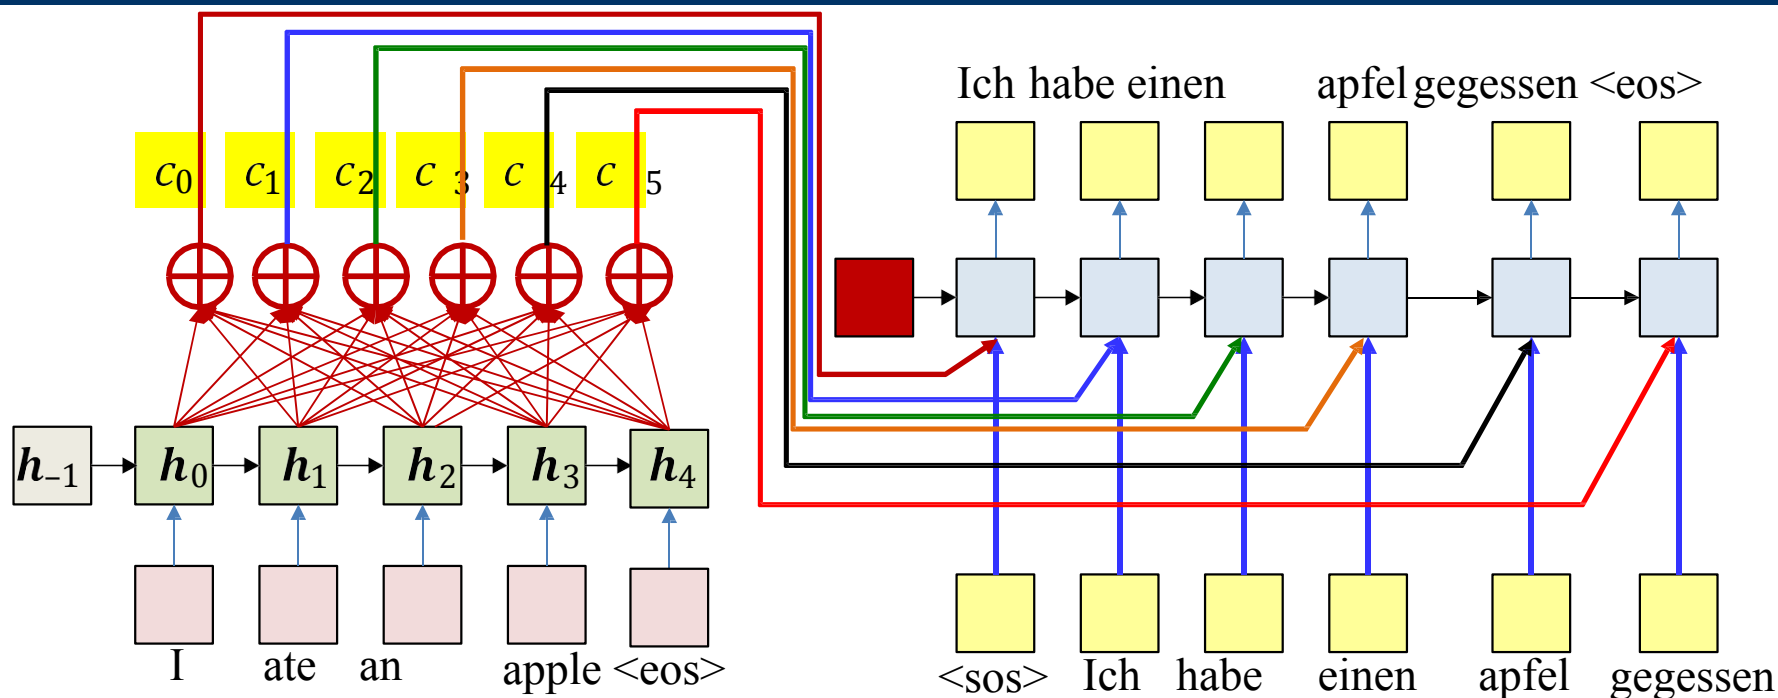 Ich habe einen apfel gegessen <eos>
c₀ c₁ c₂ c ₃ c ₄ c ₅
h₋₁ h₀ h₁ h₂ h₃ h₄
I ate an apple <eos> <sos> Ich habe einen apfel gegessen